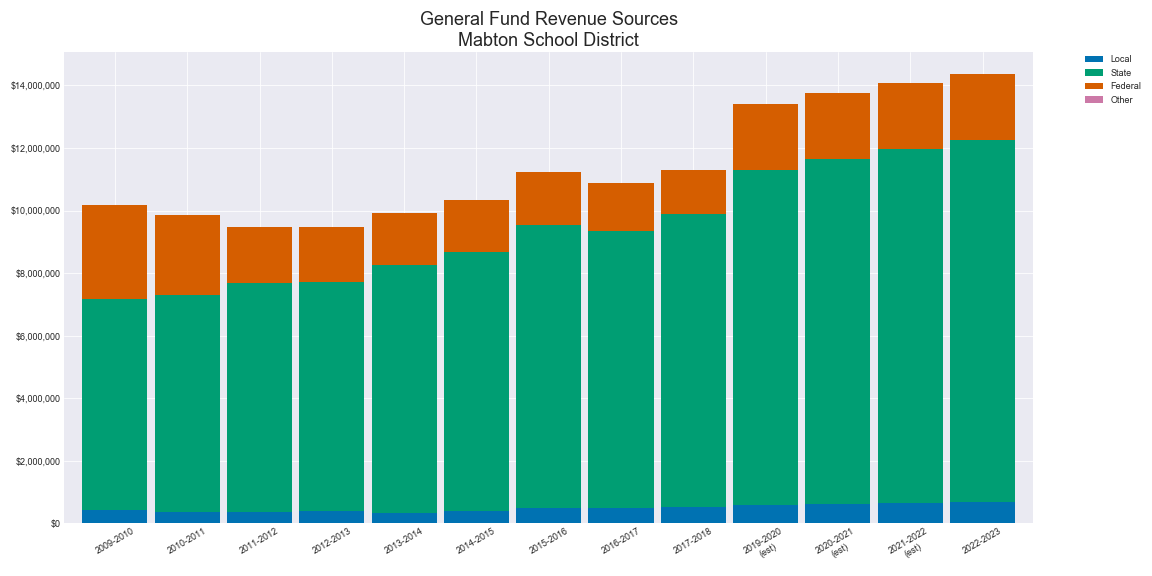 General Fund Revenue Sources
Mabton School District
Local
State
Federal
Other
$14,000,000
$12,000,000
$10,000,000
$8,000,000
$6,000,000
$4,000,000
$2,000,000
$0
2009-2010
2010-2011
2011-2012
2012-2013
2013-2014
2014-2015
2015-2016
2016-2017
2017-2018
2019-2020
(est)
2020-2021
(est)
2021-2022
(est)
2022-2023